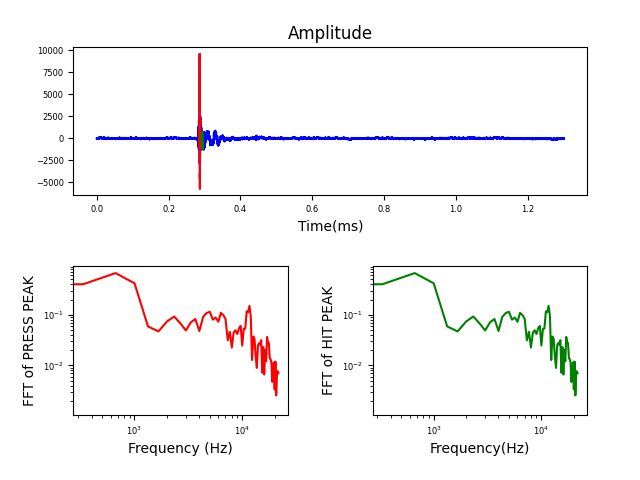 Amplitude
10000
7500
5000
2500
0
−2500
−5000
0.0 0.2 0.4 0.6 0.8 1.0 1.2
Time(ms)
FFT of PRESS PEAK
10⁻¹
10⁻²
10³ 10⁴
Frequency (Hz)
FFT of HIT PEAK
10⁻¹
10⁻²
10³ 10⁴
Frequency(Hz)